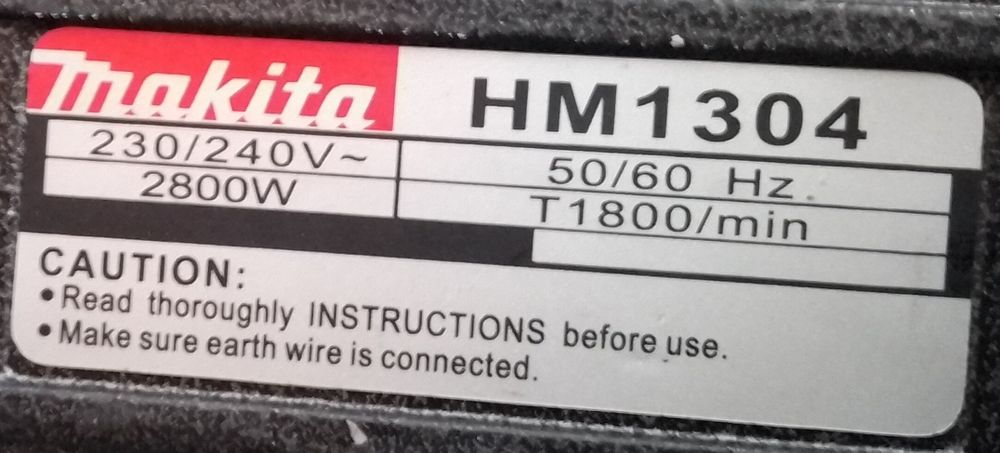 makita
HM1304
230/240V~
50/60 Hz.
2800W
T1800/min
CAUTION:
•Read thoroughly INSTRUCTIONS before use.
•Make sure earth wire is connected.